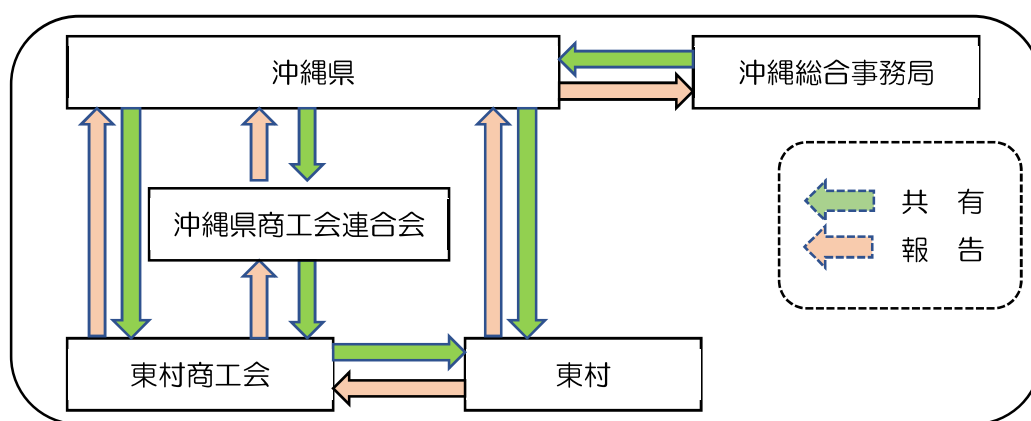 沖縄県
沖縄総合事務局
沖縄県商工会連合会
共　有
報　告
東村商工会
東村